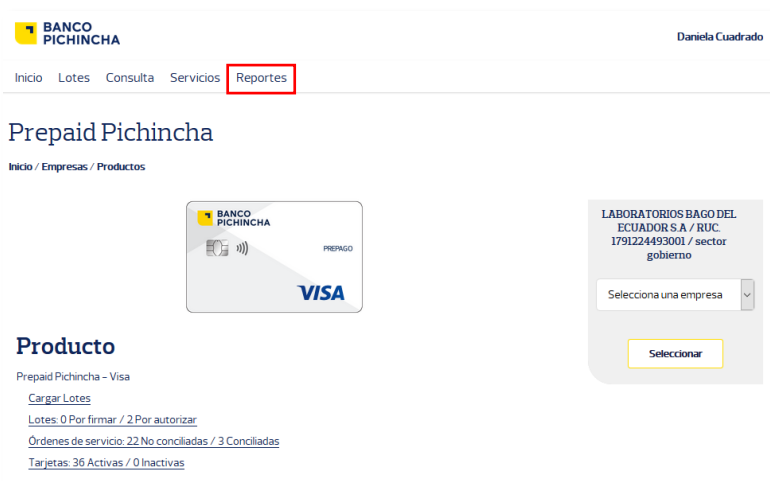 BANCO
PICHINCHA
Daniela Cuadrado
Inicio Lotes Consulta Servicios Reportes
Prepaid Pichincha
Inicio / Empresas / Productos
BANCO
PICHINCHA
PREPAGO
VISA
LABORATORIOS BAGO DEL
ECUADOR S.A / RUC.
1791224493001 / sector
gobierno
Selecciona una empresa
Seleccionar
Producto
Prepaid Pichincha – Visa
Cargar Lotes
Lotes: 0 Por firmar / 2 Por autorizar
Órdenes de servicio: 22 No conciliadas / 3 Conciliadas
Tarjetas: 36 Activas / 0 Inactivas